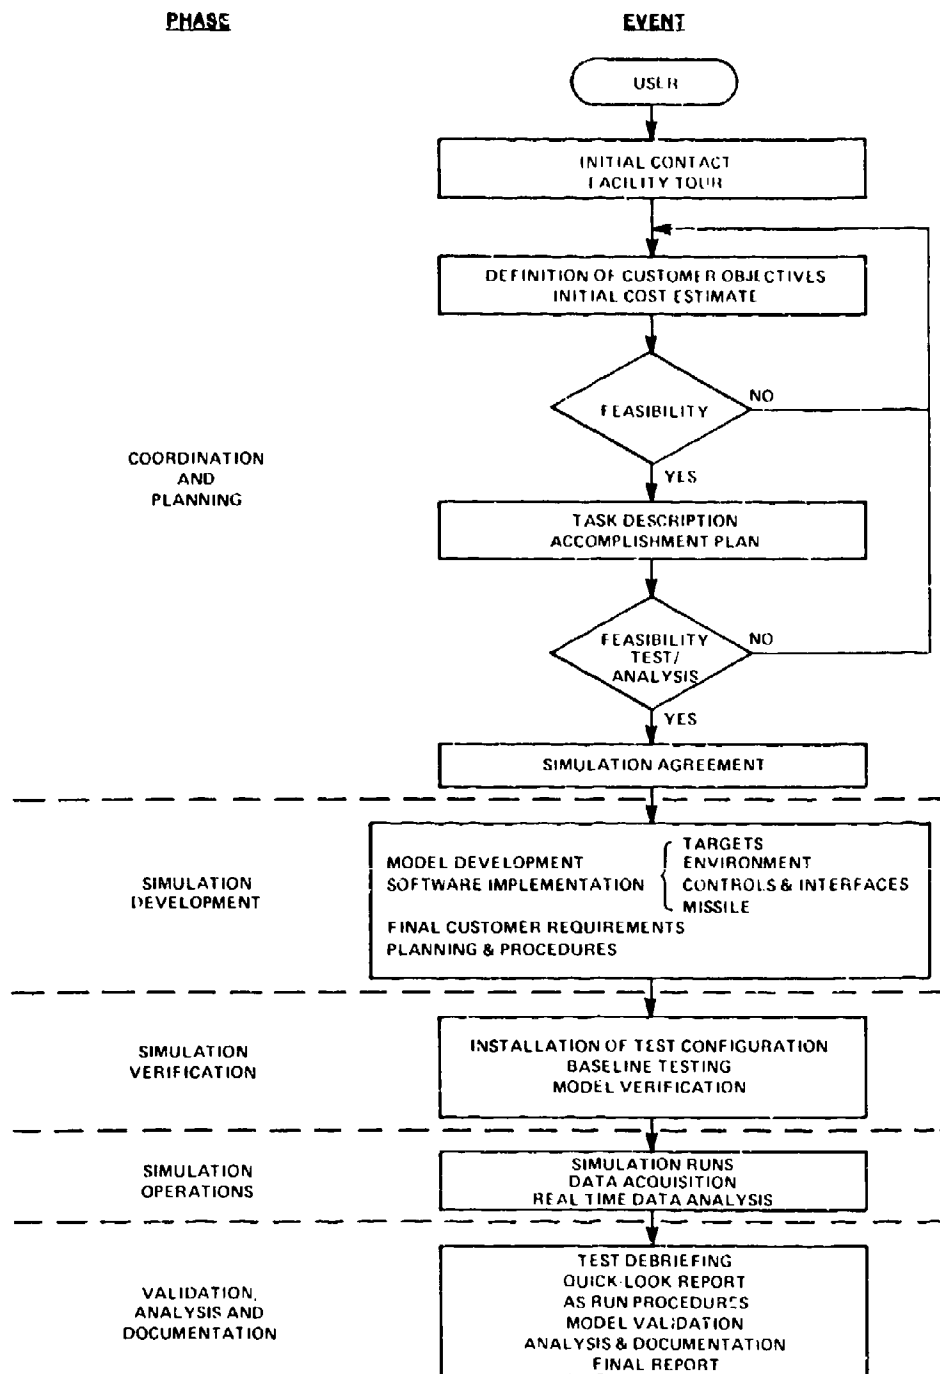 PHASE
EVENT
USER
INITIAL CONTACT
FACILITY TOUR
DEFINITION OF CUSTOMER OBJECTIVES
INITIAL COST ESTIMATE
FEASIBILITY
NO
YES
COORDINATION
AND
PLANNING
TASK DESCRIPTION
ACCOMPLISHMENT PLAN
FEASIBILITY
TEST/
ANALYSIS
NO
YES
SIMULATION AGREEMENT
SIMULATION
DEVELOPMENT
MODEL DEVELOPMENT
SOFTWARE IMPLEMENTATION
TARGETS
ENVIRONMENT
CONTROLS & INTERFACES
MISSILE
FINAL CUSTOMER REQUIREMENTS
PLANNING & PROCEDURES
SIMULATION
VERIFICATION
INSTALLATION OF TEST CONFIGURATION
BASELINE TESTING
MODEL VERIFICATION
SIMULATION
OPERATIONS
SIMULATION RUNS
DATA ACQUISITION
REAL TIME DATA ANALYSIS
VALIDATION,
ANALYSIS AND
DOCUMENTATION
TEST DEBRIEFING
QUICK-LOOK REPORT
AS RUN PROCEDURES
MODEL VALIDATION
ANALYSIS & DOCUMENTATION
FINAL REPORT